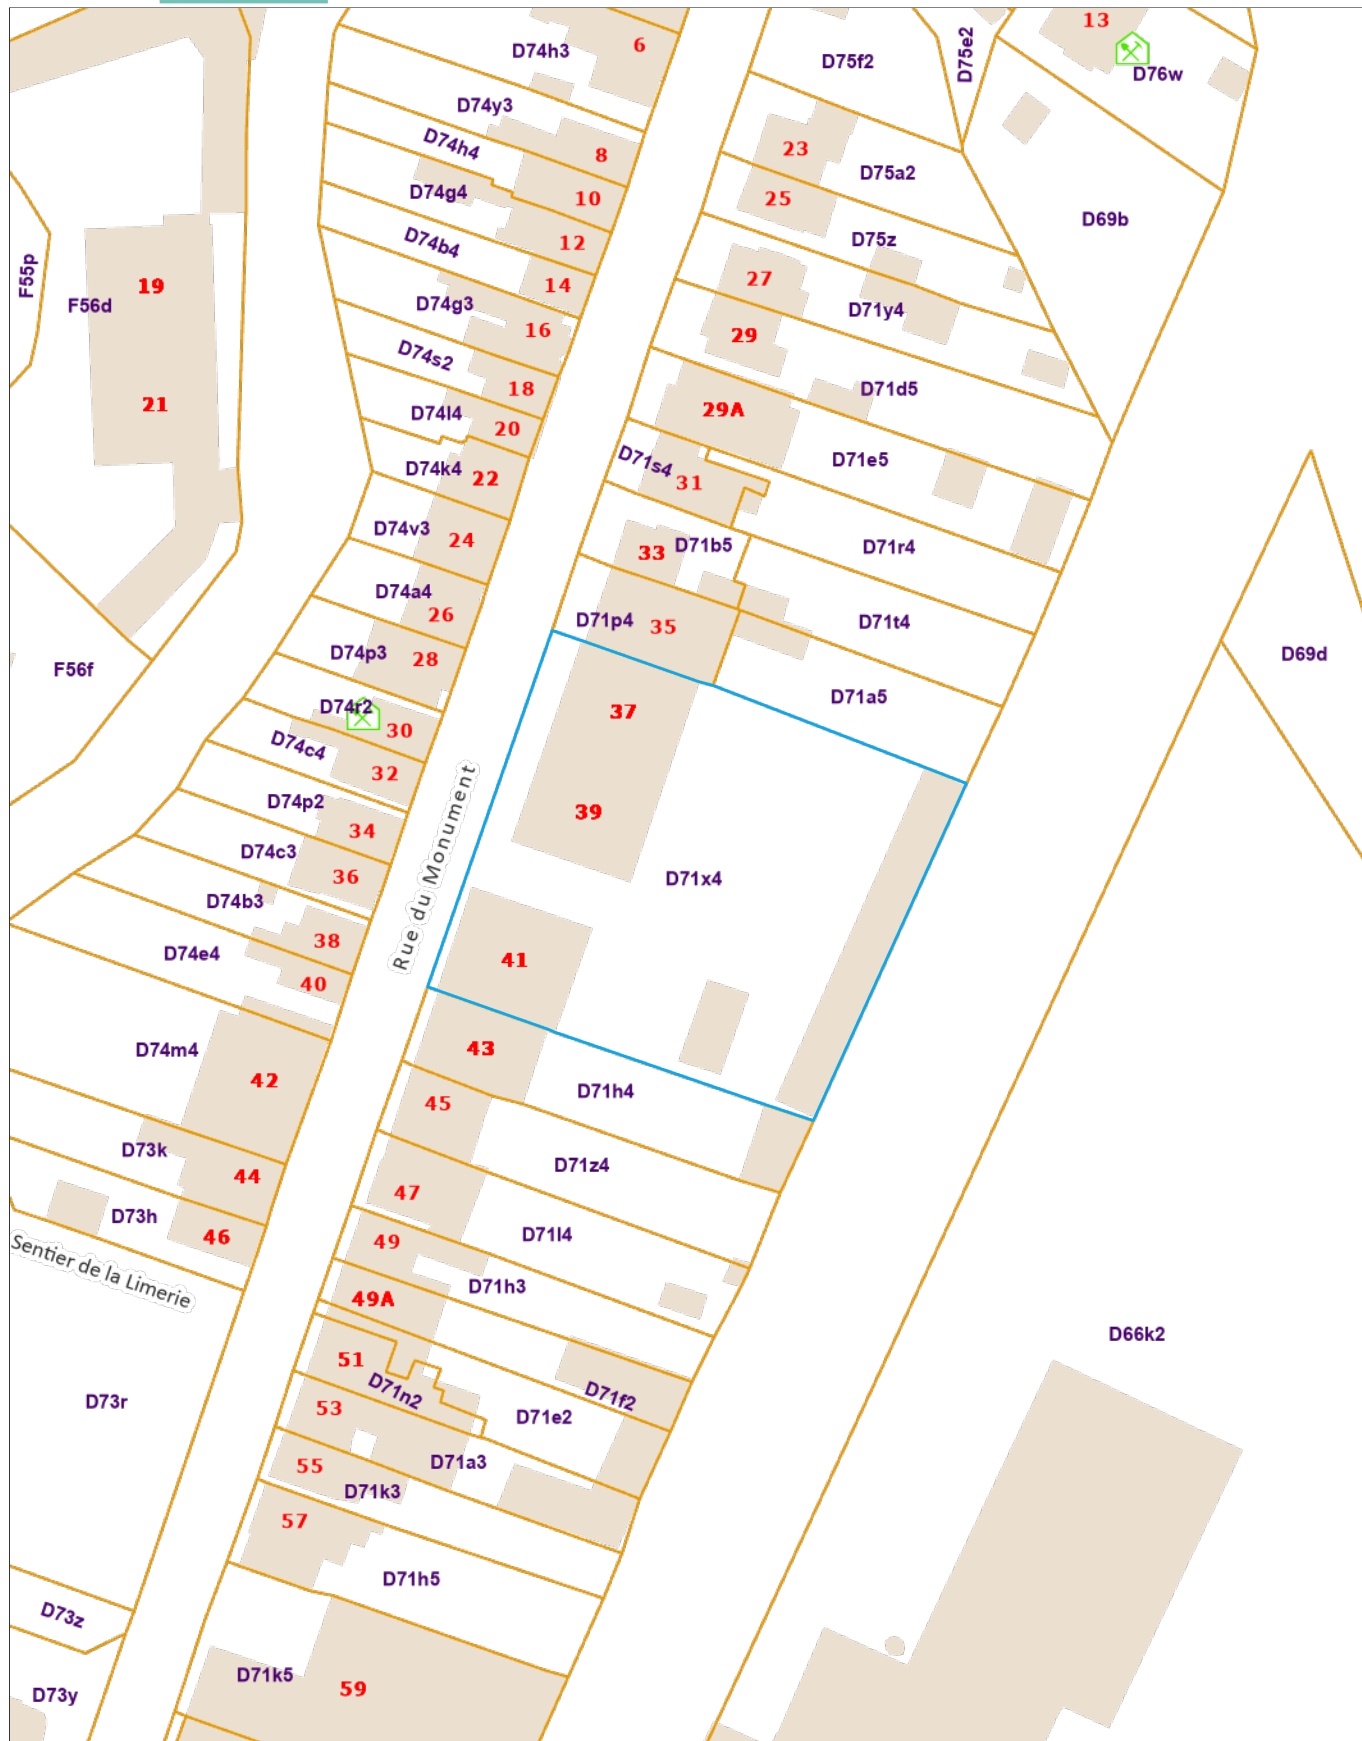 13
6
D74h3
D75f2
D75e2
D76w
D74y3
D74h4
8
23
D75a2
D74g4
10
25
D69b
D74b4
12
D75z
F55p
F56d
19
14
27
D74g3
16
D71y4
29
D74s2
18
D71d5
21
D74l4
20
29A
D74k4
22
D71s4
31
D71e5
D74v3
24
33
D71b5
D71r4
D74a4
26
D71p4
35
D71t4
D74p3
28
D69d
F56f
D74r2
30
37
D71a5
D74c4
32
D74p2
34
39
D74c3
36
Rue du Monument
D71x4
D74b3
38
D74e4
40
41
D74m4
42
43
D71h4
45
D73k
44
D71z4
D73h
46
47
D71l4
Sentier de la Limerie
49
D71h3
49A
D66k2
51
D71n2
D71f2
D73r
53
D71e2
55
D71a3
D71k3
57
D71h5
D73z
D71k5
59
D73y